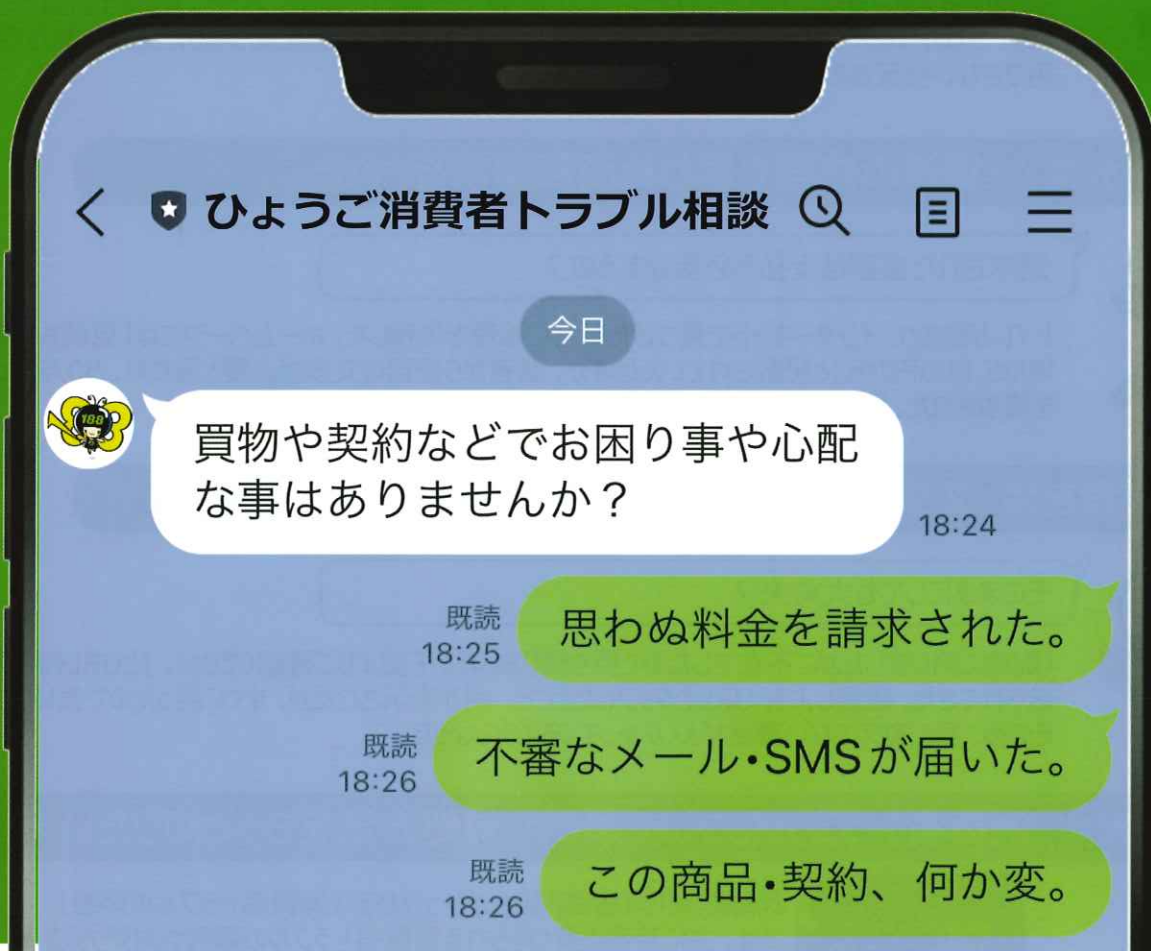 ひょうご消費者トラブル相談
今日
188
買物や契約などでお困り事や心配
な事はありませんか？
18:24
既読
18:25
思わぬ料金を請求された。
既読
18:26
不審なメール・SMSが届いた。
既読
18:26
この商品・契約、何か変。